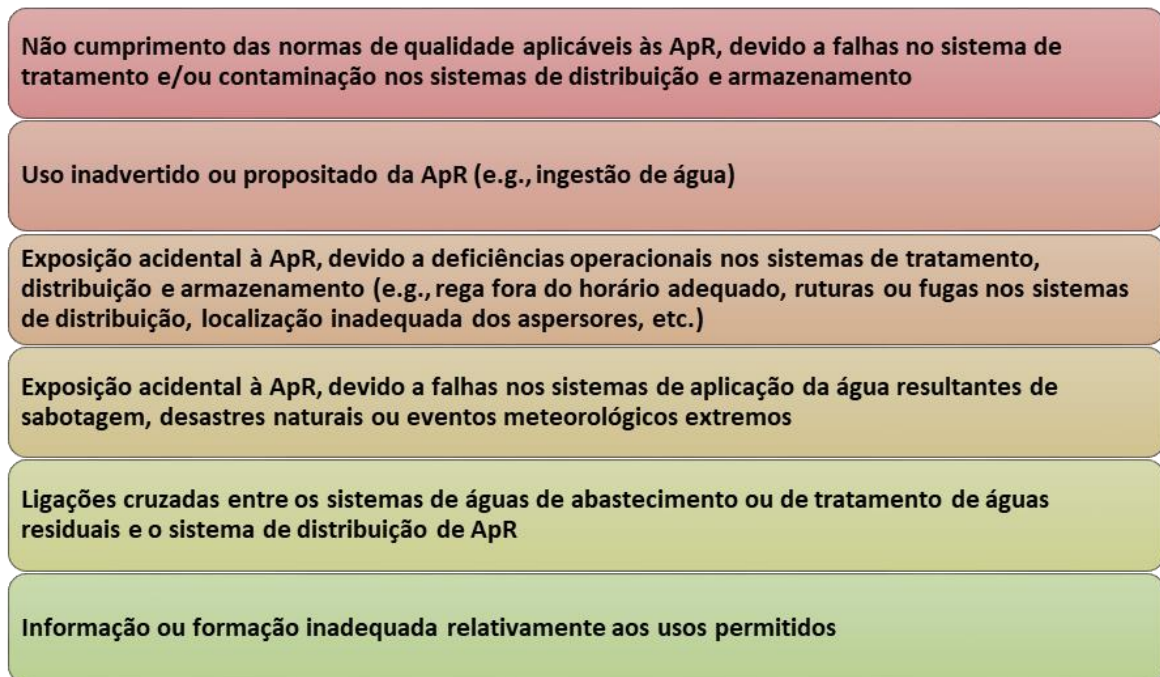 Não cumprimento das normas de qualidade aplicáveis às ApR, devido a falhas no sistema de
tratamento e/ou contaminação nos sistemas de distribuição e armazenamento
Uso inadvertido ou propositado da ApR (e.g., ingestão de água)
Exposição acidental à ApR, devido a deficiências operacionais nos sistemas de tratamento,
distribuição e armazenamento (e.g., rega fora do horário adequado, ruturas ou fugas nos sistemas
de distribuição, localização inadequada dos aspersores, etc.)
Exposição acidental à ApR, devido a falhas nos sistemas de aplicação da água resultantes de
sabotagem, desastres naturais ou eventos meteorológicos extremos
Ligações cruzadas entre os sistemas de águas de abastecimento ou de tratamento de águas
residuais e o sistema de distribuição de ApR
Informação ou formação inadequada relativamente aos usos permitidos